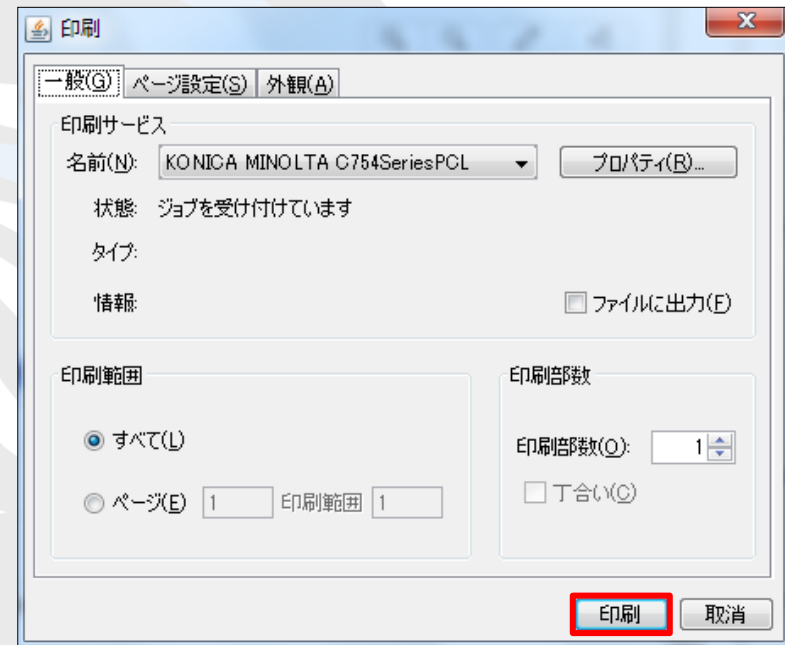 印刷
一般(G) ページ設定(S) 外観(A)
印刷サービス
名前(N): KONICA MINOLTA C754SeriesPCL プロパティ(R)...
状態: ジョブを受け付けています
タイプ:
情報: ファイルに出力(F)
印刷範囲 印刷部数
すべて(L) 印刷部数(O): 1
ページ(E) 1 印刷範囲 1 丁合い(C)
印刷 取消